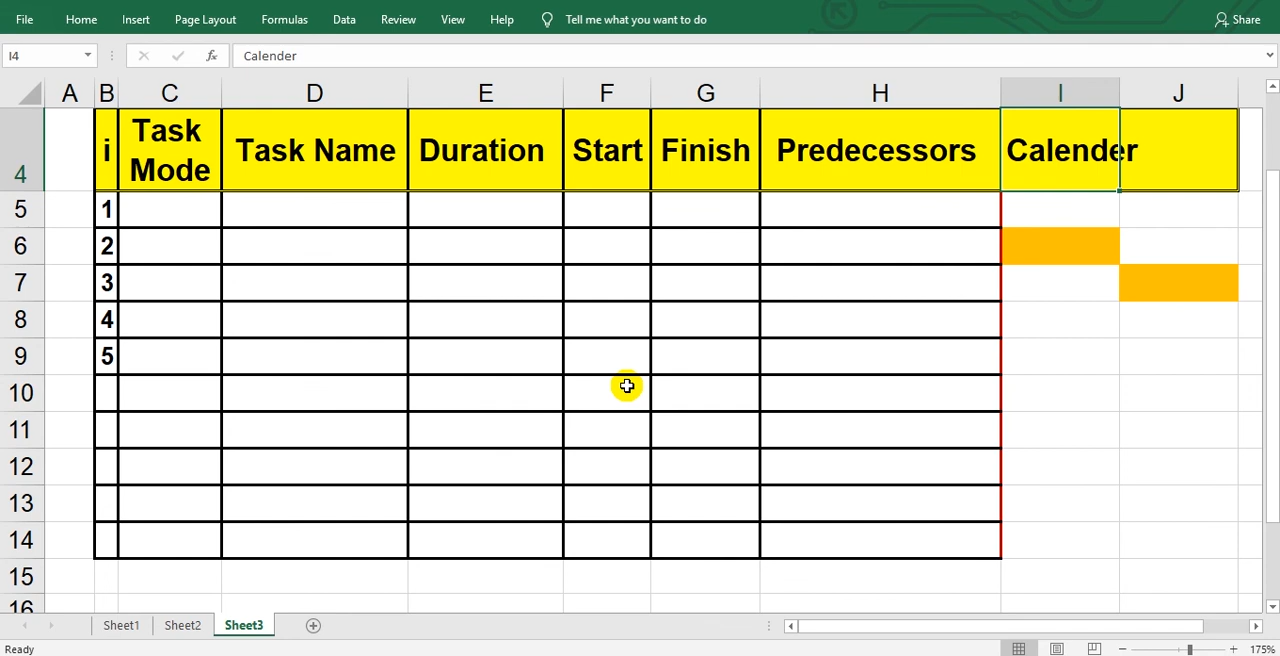 File Home Insert Page Layout Formulas Data Review View Help Tell me what you want to do Share
I4 fx Calender
A B C D E F G H I J
4 i Task Mode Task Name Duration Start Finish Predecessors Calender
5 1
6 2
7 3
8 4
9 5
10
11
12
13
14
15
16
Sheet1 Sheet2 Sheet3
Ready 175%